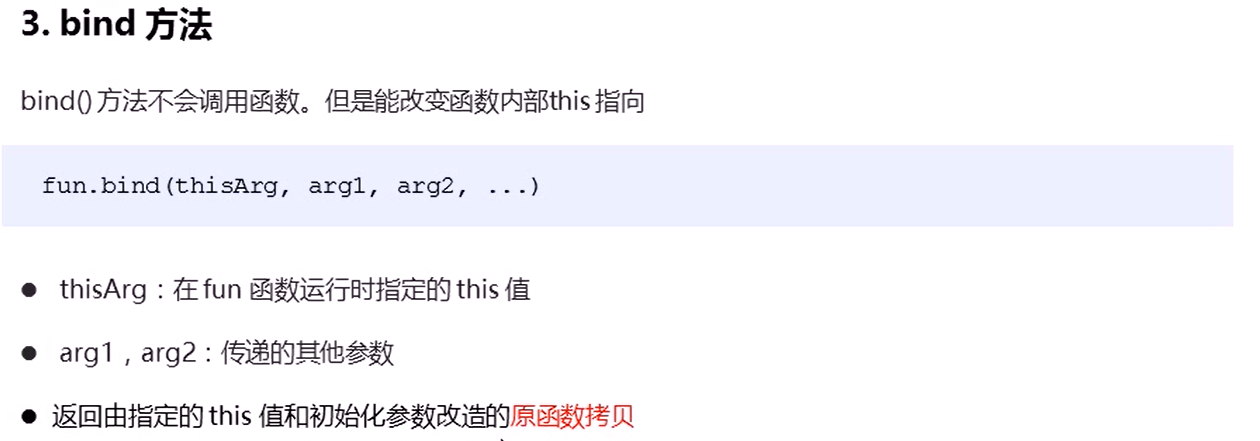 3. bind 方法
bind()方法不会调用函数。但是能改变函数内部this 指向
fun.bind(thisArg, arg1, arg2, ...)
● thisArg：在 fun 函数运行时指定的 this 值
● arg1，arg2：传递的其他参数
● 返回由指定的 this 值和初始化参数改造的原函数拷贝